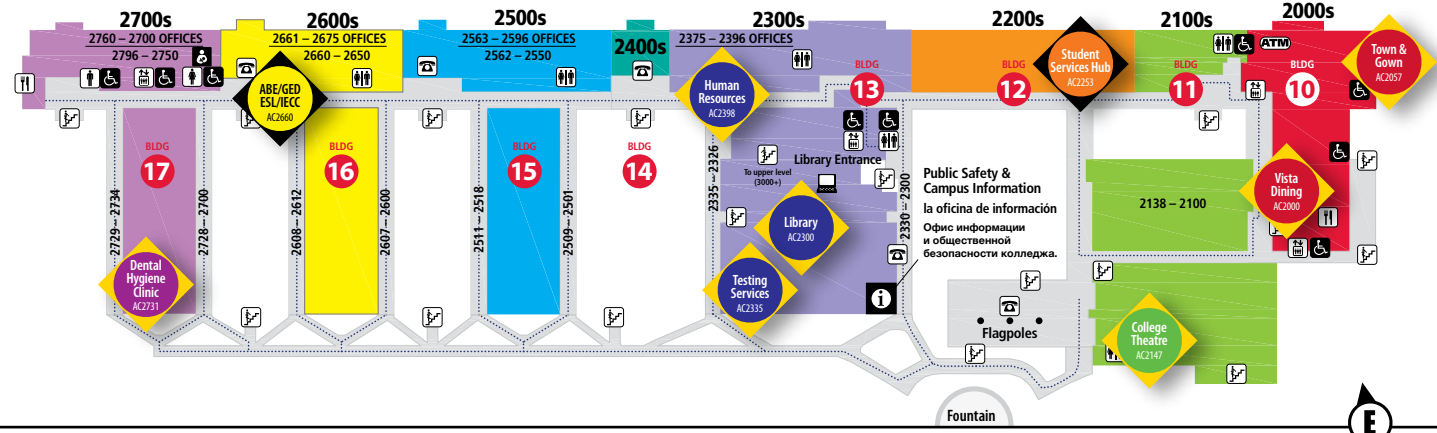 2700s
2600s
2500s
2400s
2300s
2200s
2100s
2000s
2760 – 2700 OFFICES
2796 – 2750
2661 – 2675 OFFICES
2660 – 2650
2563 – 2596 OFFICES
2562 – 2550
2375 – 2396 OFFICES
ABE/GED
ESL/IECC
AC2660
Human
Resources
AC2398
Student
Services Hub
AC2253
ATM
Town &
Gown
AC2057
BLDG
17
BLDG
16
BLDG
15
BLDG
14
BLDG
13
BLDG
12
BLDG
11
BLDG
10
2729–2734
2728 – 2700
2608 – 2612
2607 – 2600
2511 – 2518
2509 – 2501
2335 – 2326
2330 – 2300
To upper level
(3000+)
Library Entrance
Public Safety &
Campus Information
la oficina de información
Офис информации
и общественной
безопасности колледжа.
i
2138 – 2100
Vista
Dining
AC2000
Library
AC2300
Testing
Services
AC2335
Dental
Hygiene
Clinic
AC2731
Flagpoles
College
Theatre
AC2147
Fountain
E